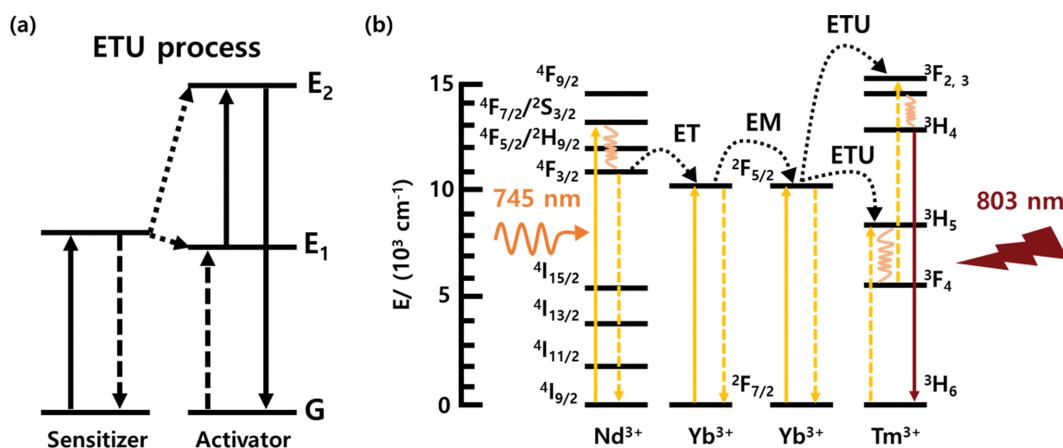 (a)
ETU process
E₂
E₁
G
Sensitizer
Activator
(b)
E/ (10³ cm⁻¹)
15
10
5
0
745 nm
⁴F₉/₂
⁴F₇/₂/²S₃/₂
⁴F₅/₂/²H₉/₂
⁴F₃/₂
⁴I₁₅/₂
⁴I₁₃/₂
⁴I₁₁/₂
⁴I₉/₂
ET
EM
ETU
ETU
²F₅/₂
²F₇/₂
³F₂, ₃
³H₄
³H₅
³F₄
³H₆
803 nm
Nd³⁺
Yb³⁺
Yb³⁺
Tm³⁺